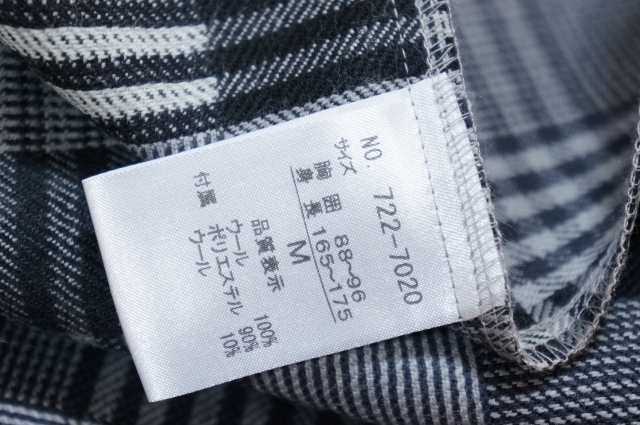 NO. 722-7020
サイズ
胸囲 88~96
身長 165~175
M
品質表示
ウール 100%
ポリエステル 90%
付属 ウール 10%